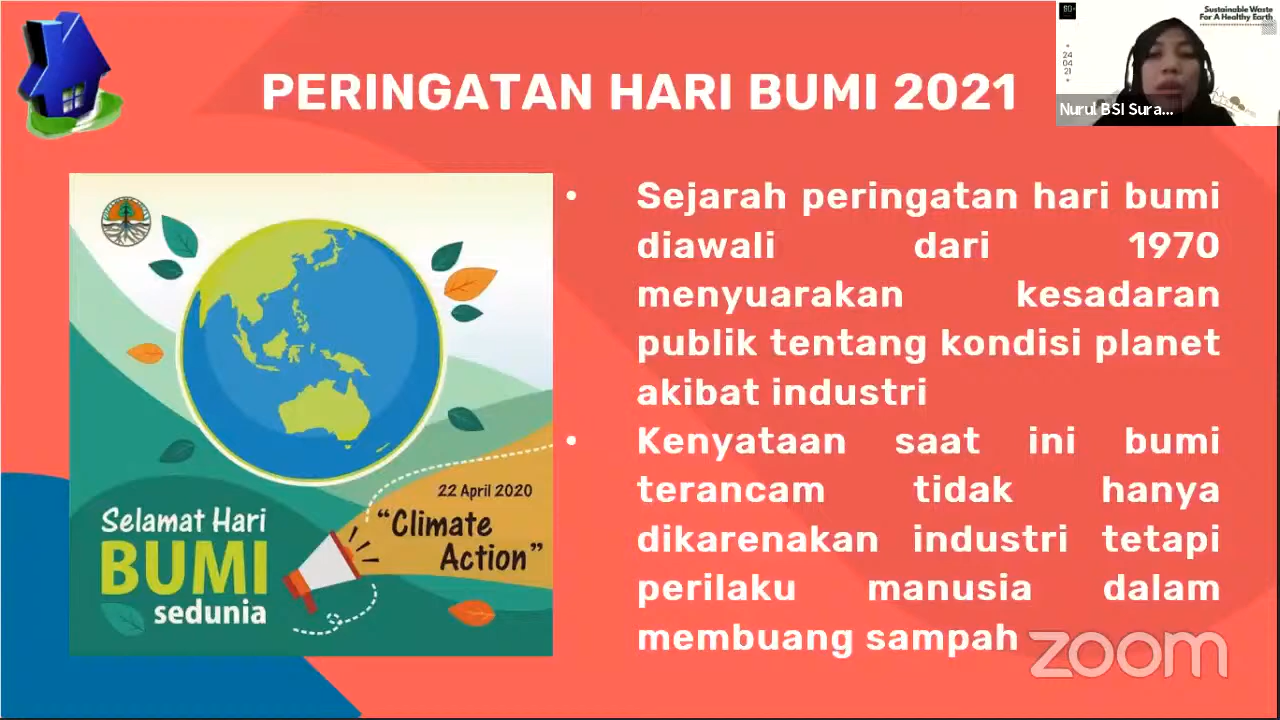 PERINGATAN HARI BUMI 2021
Sustainable Waste
For A Healthy Earth
24
04
21
Nurul BSI Sura...
• Sejarah peringatan hari bumi
diawali dari 1970
menyuarakan kesadaran
publik tentang kondisi planet
akibat industri
• Kenyataan saat ini bumi
terancam tidak hanya
dikarenakan industri tetapi
perilaku manusia dalam
membuang sampah
22 April 2020
"Climate
Action"
Selamat Hari
BUMI
sedunia
zoom